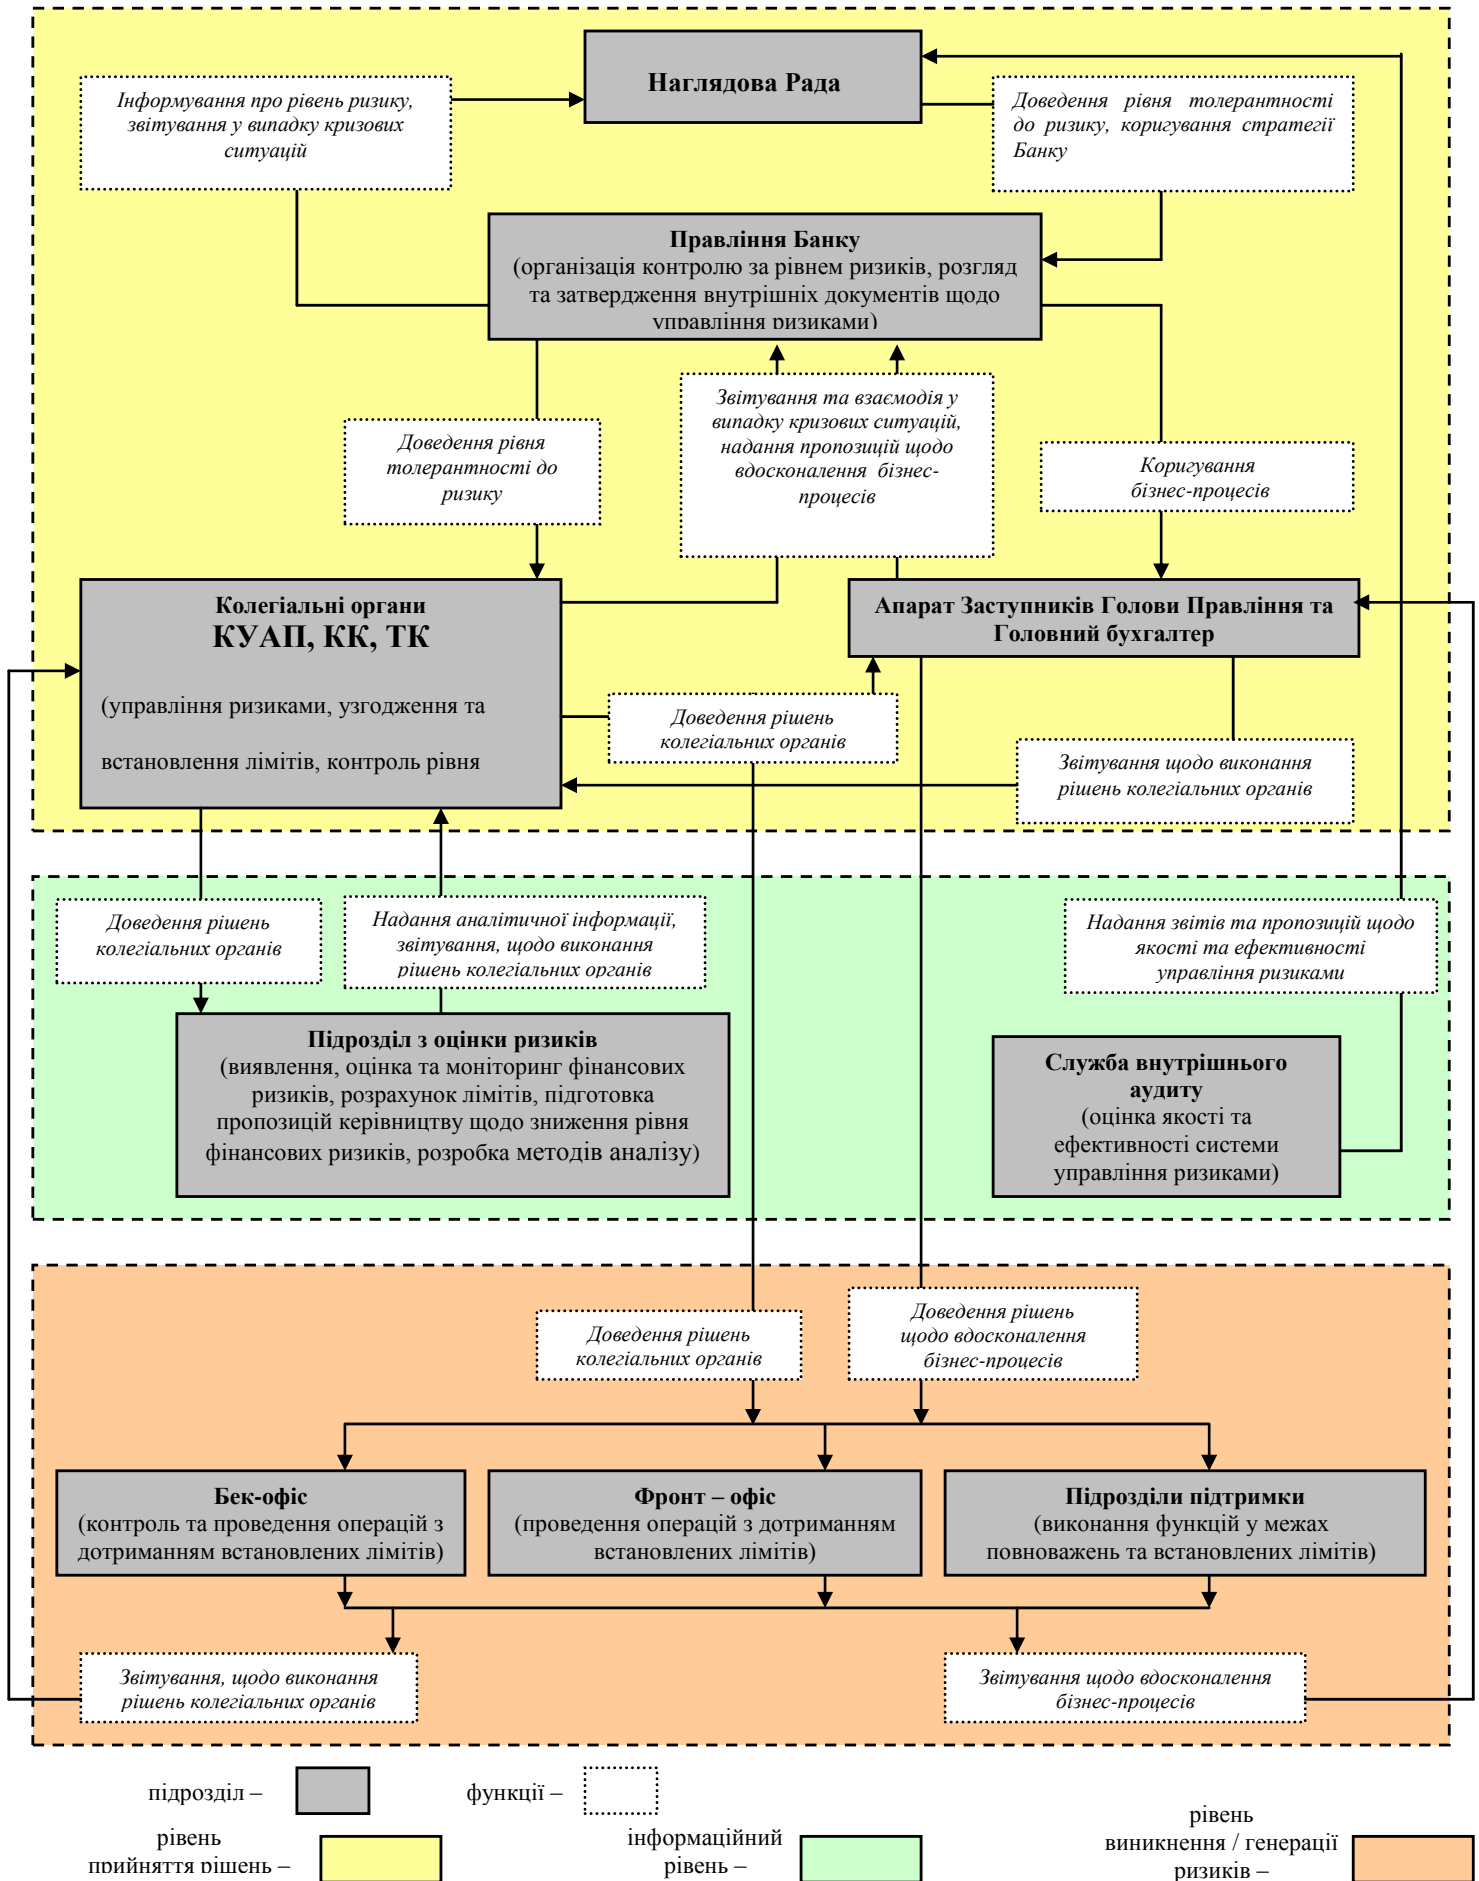 Наглядова Рада
Інформування про рівень ризику,
звітування у випадку кризових
ситуацій
Доведення рівня толерантності
до ризику, коригування стратегії
Банку
Правління Банку
(організація контролю за рівнем ризиків, розгляд
та затвердження внутрішніх документів щодо
управління ризиками)
Доведення рівня
толерантності до
ризику
Звітування та взаємодія у
випадку кризових ситуацій,
надання пропозицій щодо
вдосконалення бізнес-
процесів
Коригування
бізнес-процесів
Колегіальні органи
КУАП, КК, ТК
(управління ризиками, узгодження та
встановлення лімітів, контроль рівня
Апарат Заступників Голови Правління та
Головний бухгалтер
Доведення рішень
колегіальних органів
Звітування щодо виконання
рішень колегіальних органів
Доведення рішень
колегіальних органів
Надання аналітичної інформації,
звітування, щодо виконання
рішень колегіальних органів
Надання звітів та пропозицій щодо
якості та ефективності
управління ризиками
Підрозділ з оцінки ризиків
(виявлення, оцінка та моніторинг фінансових
ризиків, розрахунок лімітів, підготовка
пропозицій керівництву щодо зниження рівня
фінансових ризиків, розробка методів аналізу)
Служба внутрішнього
аудиту
(оцінка якості та
ефективності системи
управління ризиками)
Доведення рішень
колегіальних органів
Доведення рішень
щодо вдосконалення
бізнес-процесів
Бек-офіс
(контроль та проведення операцій з
дотриманням встановлених лімітів)
Фронт – офіс
(проведення операцій з дотриманням
встановлених лімітів)
Підрозділи підтримки
(виконання функцій у межах
повноважень та встановлених лімітів)
Звітування, щодо виконання
рішень колегіальних органів
Звітування щодо вдосконалення
бізнес-процесів
підрозділ –
функції –
рівень
прийняття рішень –
інформаційний
рівень –
рівень
виникнення / генерації
ризиків –